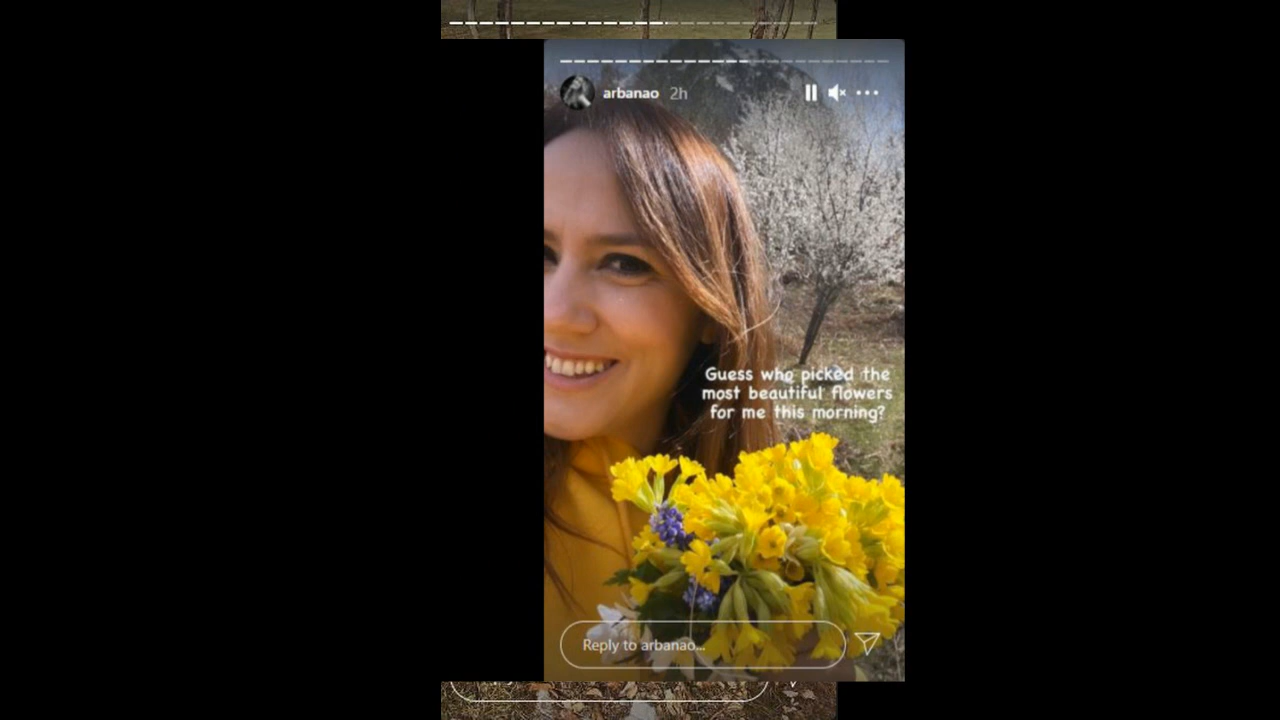 arbanao 2h
Guess who picked the
most beautiful flowers
for me this morning?
Reply to arbanao...